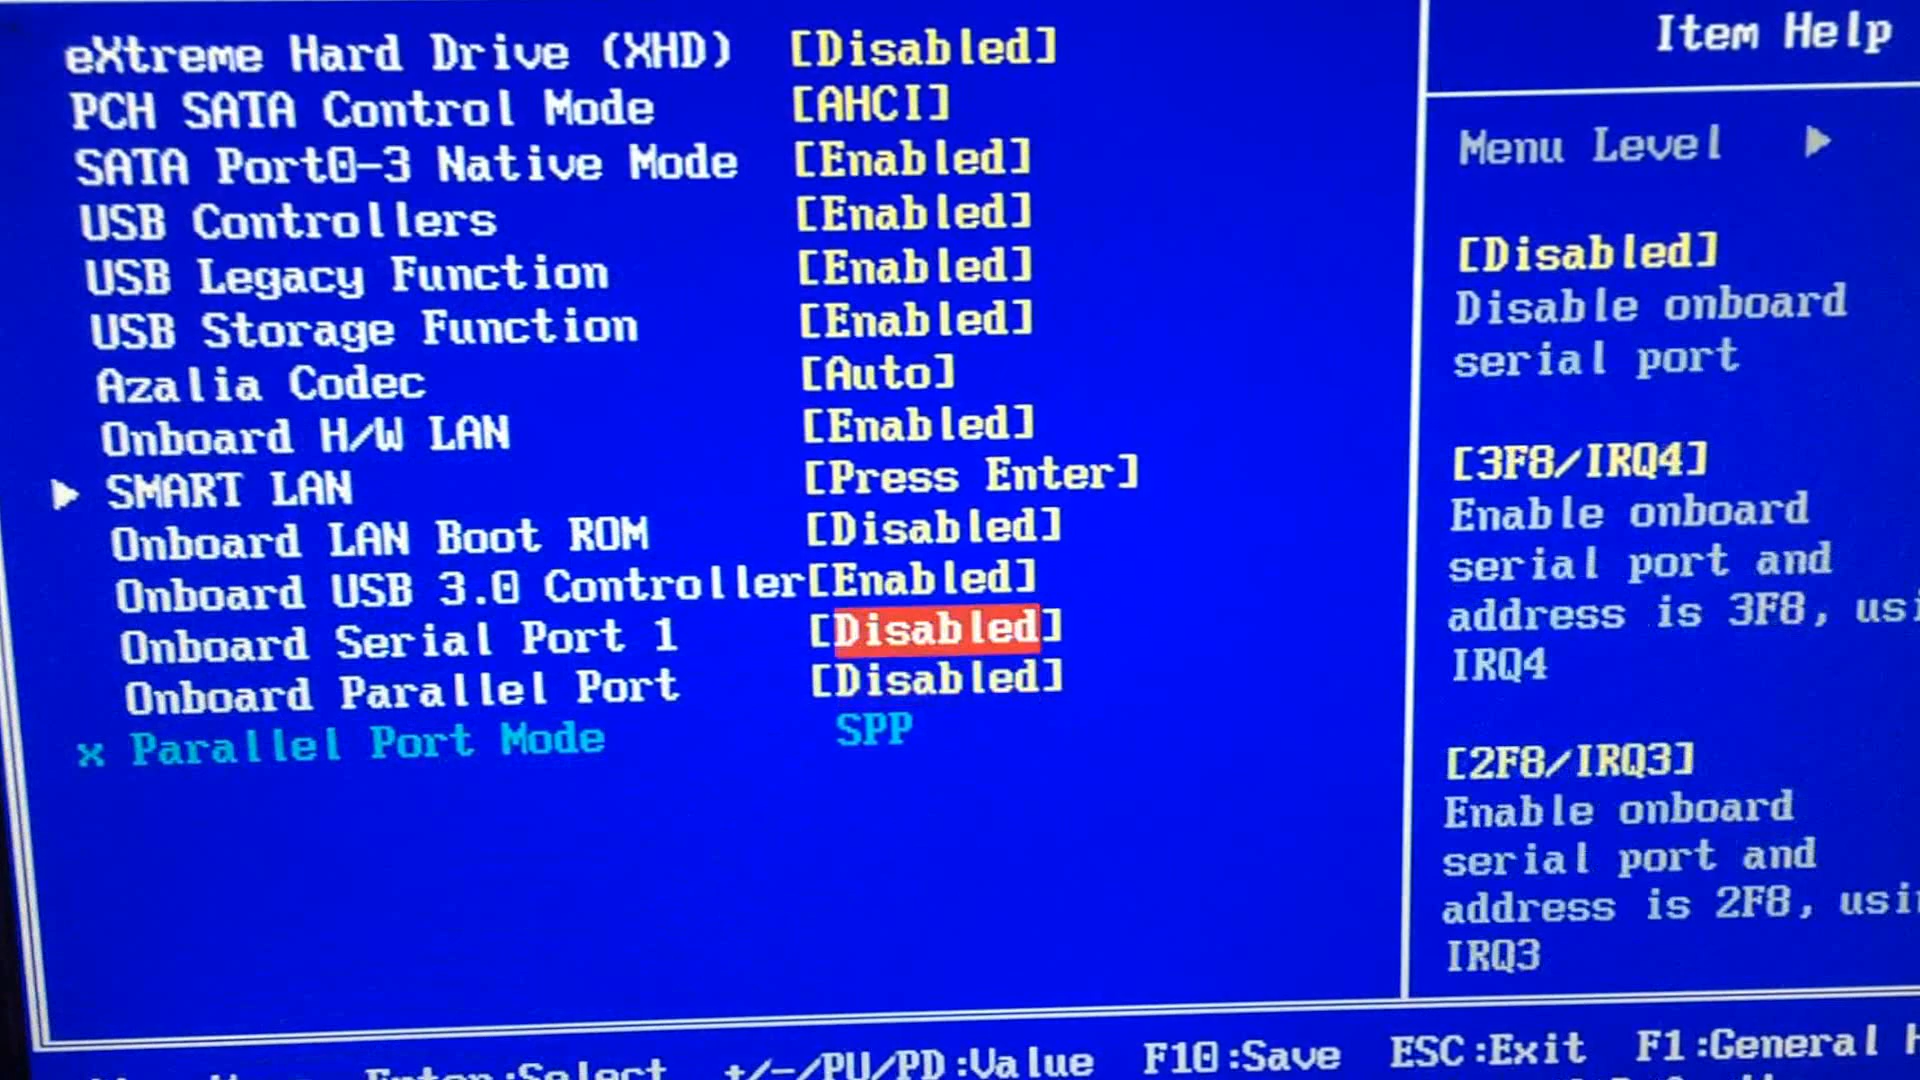 eXtreme Hard Drive (XHD) [Disabled]
PCH SATA Control Mode [AHCI]
SATA Port0-3 Native Mode [Enabled]
USB Controllers [Enabled]
USB Legacy Function [Enabled]
USB Storage Function [Enabled]
Azalia Codec [Auto]
Onboard H/W LAN [Enabled]
SMART LAN [Press Enter]
Onboard LAN Boot ROM [Disabled]
Onboard USB 3.0 Controller[Enabled]
Onboard Serial Port 1 [Disabled]
Onboard Parallel Port [Disabled]
x Parallel Port Mode SPP
Item Help
Menu Level
[Disabled]
Disable onboard
serial port
[3F8/IRQ4]
Enable onboard
serial port and
address is 3F8, usi
IRQ4
[2F8/IRQ3]
Enable onboard
serial port and
address is 2F8, usi
IRQ3
Enter:Select +/-/PU/PD:Value F10:Save ESC:Exit F1:General H